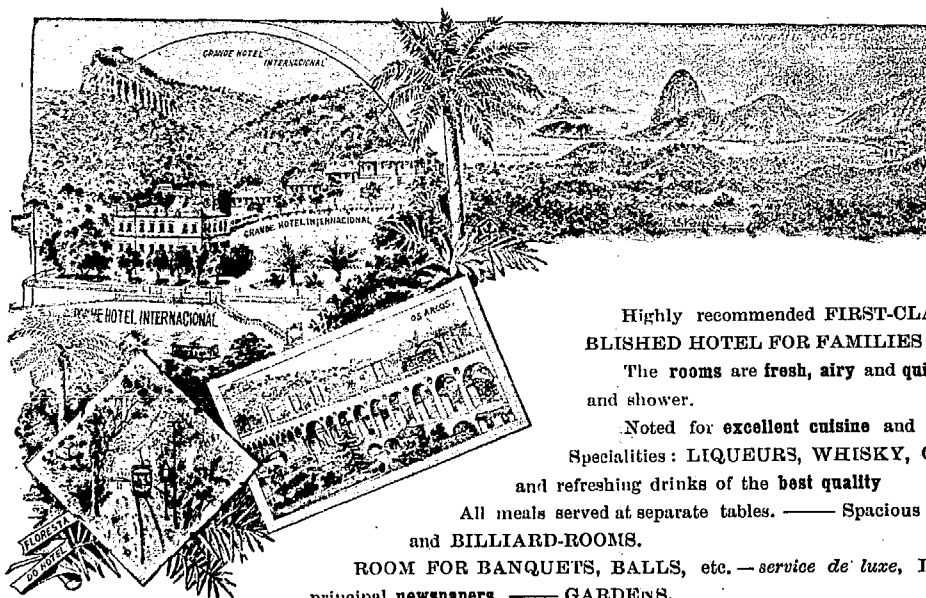 GRANDE HOTEL
INTERNACIONAL
GRANDE HOTEL INTERNACIONAL
HOTEL INTERNACIONAL
OS ARCOS
FLORESTA
DO HOTEL
Highly recommended FIRST-CLA
BLISHED HOTEL FOR FAMILIES
The rooms are fresh, airy and qui
and shower.
Noted for excellent cuisine and
Specialities: LIQUEURS, WHISKY,
and refreshing drinks of the best quality
All meals served at separate tables. —— Spacious
and BILLIARD-ROOMS.
ROOM FOR BANQUETS, BALLS, etc. — service de luxe,
principal newspapers —— GARDENS.